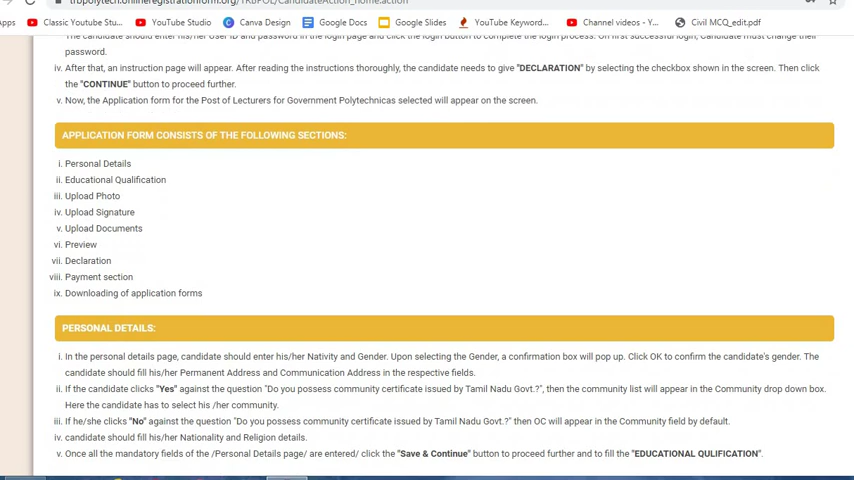 trbpolytech.onlineregistrationform.org/TRBPOL/CandidateAction_home.action
Apps Classic Youtube Stu... YouTube Studio Canva Design Google Docs Google Slides YouTube Keyword... Channel videos - Y... Civil MCQ_edit.pdf
The candidate should enter his/her User ID and password in the login page and click the login button to complete the login process. On first successful login, Candidate must change their
password.
iv. After that, an instruction page will appear. After reading the instructions thoroughly, the candidate needs to give "DECLARATION" by selecting the checkbox shown in the screen. Then click
the "CONTINUE" button to proceed further.
v. Now, the Application form for the Post of Lecturers for Government Polytechnicas selected will appear on the screen.
APPLICATION FORM CONSISTS OF THE FOLLOWING SECTIONS:
i. Personal Details
ii. Educational Qualification
iii. Upload Photo
iv. Upload Signature
v. Upload Documents
vi. Preview
vii. Declaration
viii. Payment section
ix. Downloading of application forms
PERSONAL DETAILS:
i. In the personal details page, candidate should enter his/her Nativity and Gender. Upon selecting the Gender, a confirmation box will pop up. Click OK to confirm the candidate's gender. The
candidate should fill his/her Permanent Address and Communication Address in the respective fields.
ii. If the candidate clicks "Yes" against the question "Do you possess community certificate issued by Tamil Nadu Govt.?", then the community list will appear in the Community drop down box.
Here the candidate has to select his /her community.
iii. If he/she clicks "No" against the question "Do you possess community certificate issued by Tamil Nadu Govt.?" then OC will appear in the Community field by default.
iv. candidate should fill his/her Nationality and Religion details.
v. Once all the mandatory fields of the /Personal Details page/ are entered/ click the "Save & Continue" button to proceed further and to fill the "EDUCATIONAL QULIFICATION".